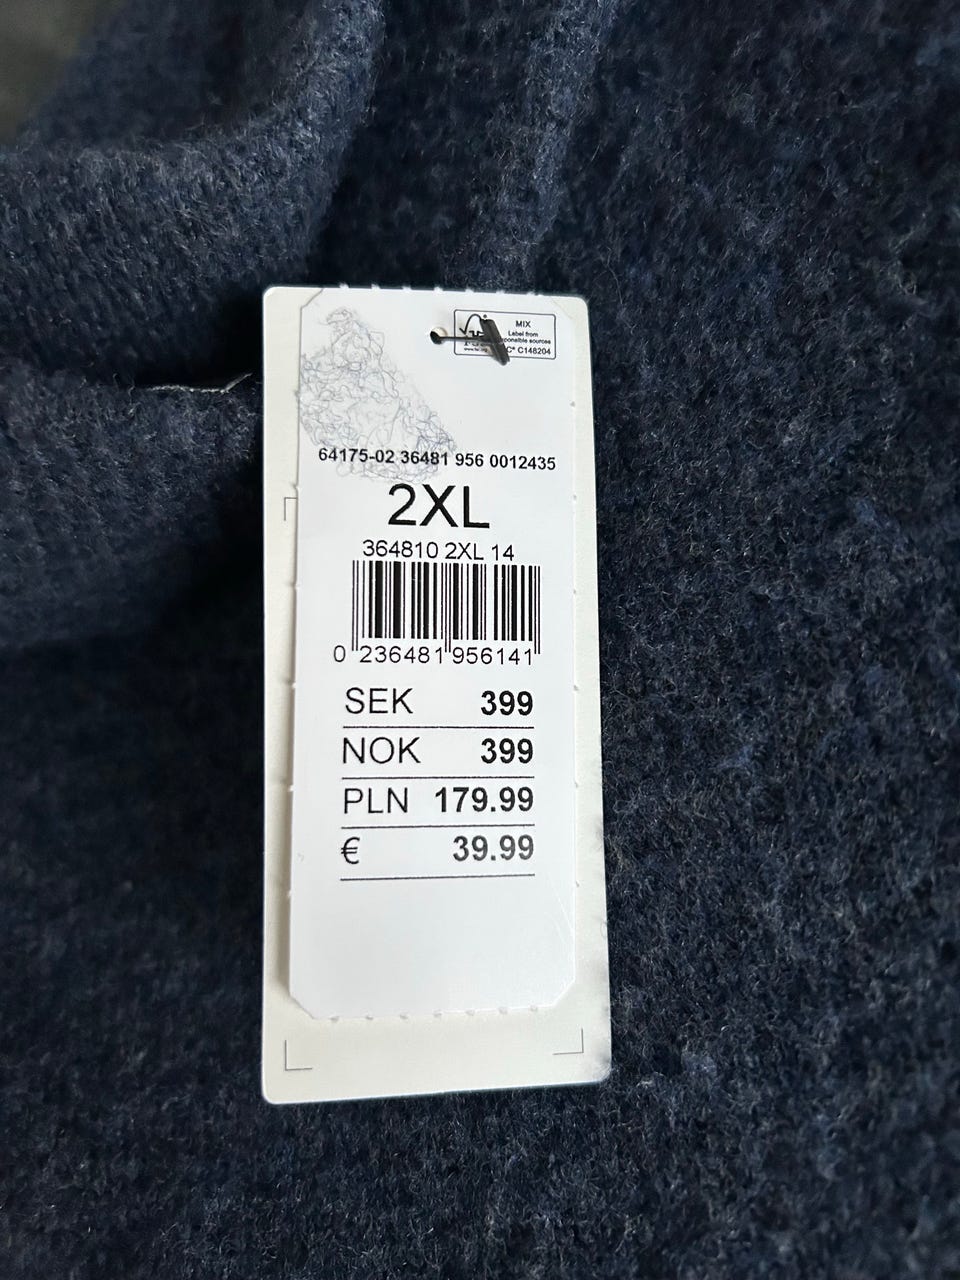 MIX
Label from
sources
C148204
64175-02 36481 956 0012435
2XL
364810 2XL 14
0 236481 956141
SEK 399
NOK 399
PLN 179.99
€ 39.99